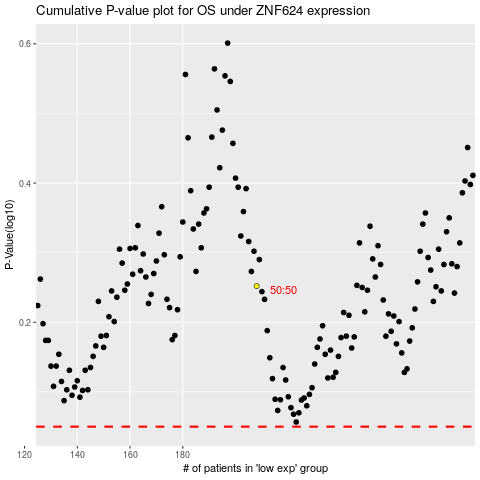 Cumulative P-value plot for OS under ZNF624 expression
P-Value(log10)
0.6
0.4
0.2
50:50
120 140 160 180
# of patients in 'low exp' group